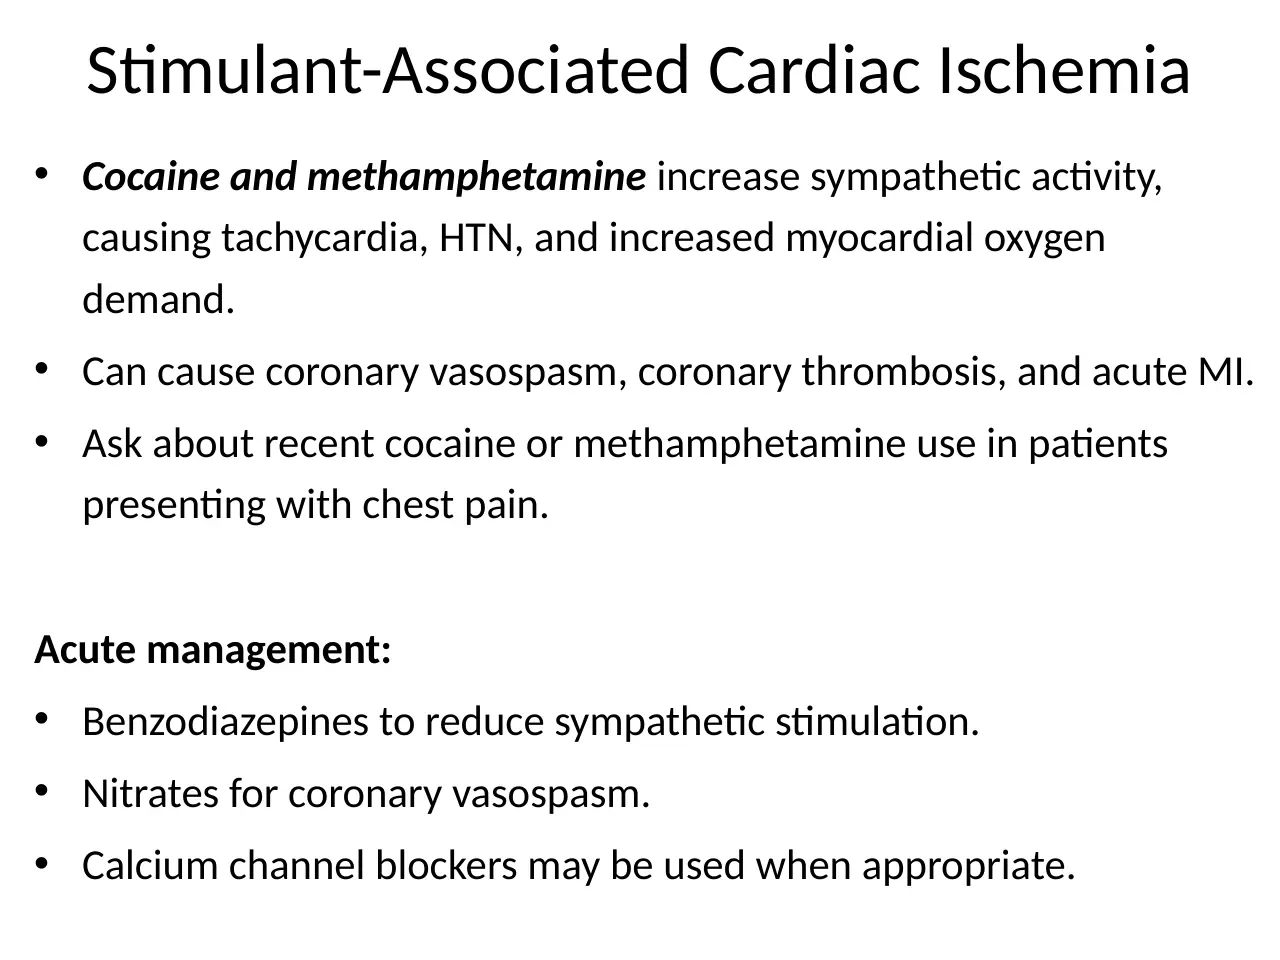 Stimulant-Associated Cardiac Ischemia
• Cocaine and methamphetamine increase sympathetic activity,
causing tachycardia, HTN, and increased myocardial oxygen
demand.
• Can cause coronary vasospasm, coronary thrombosis, and acute MI.
• Ask about recent cocaine or methamphetamine use in patients
presenting with chest pain.
Acute management:
• Benzodiazepines to reduce sympathetic stimulation.
• Nitrates for coronary vasospasm.
• Calcium channel blockers may be used when appropriate.